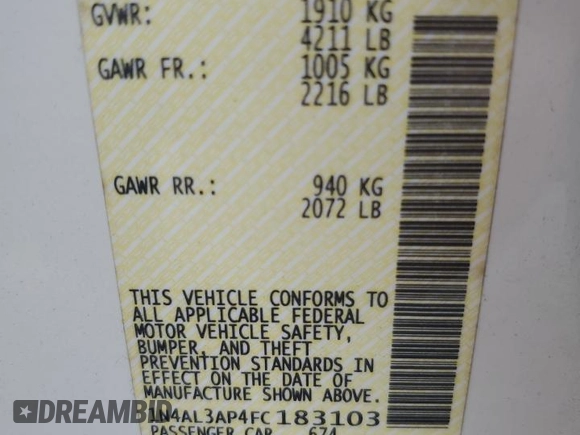 GVWR: 1910 KG
4211 LB
GAWR FR.: 1005 KG
2216 LB
GAWR RR.: 940 KG
2072 LB
THIS VEHICLE CONFORMS TO
ALL APPLICABLE FEDERAL
MOTOR VEHICLE SAFETY,
BUMPER, AND THEFT
PREVENTION STANDARDS IN
EFFECT ON THE DATE OF
MANUFACTURE SHOWN ABOVE.
1N4AL3AP4FC183103
PASSENGER CAR 674
DREAMBID